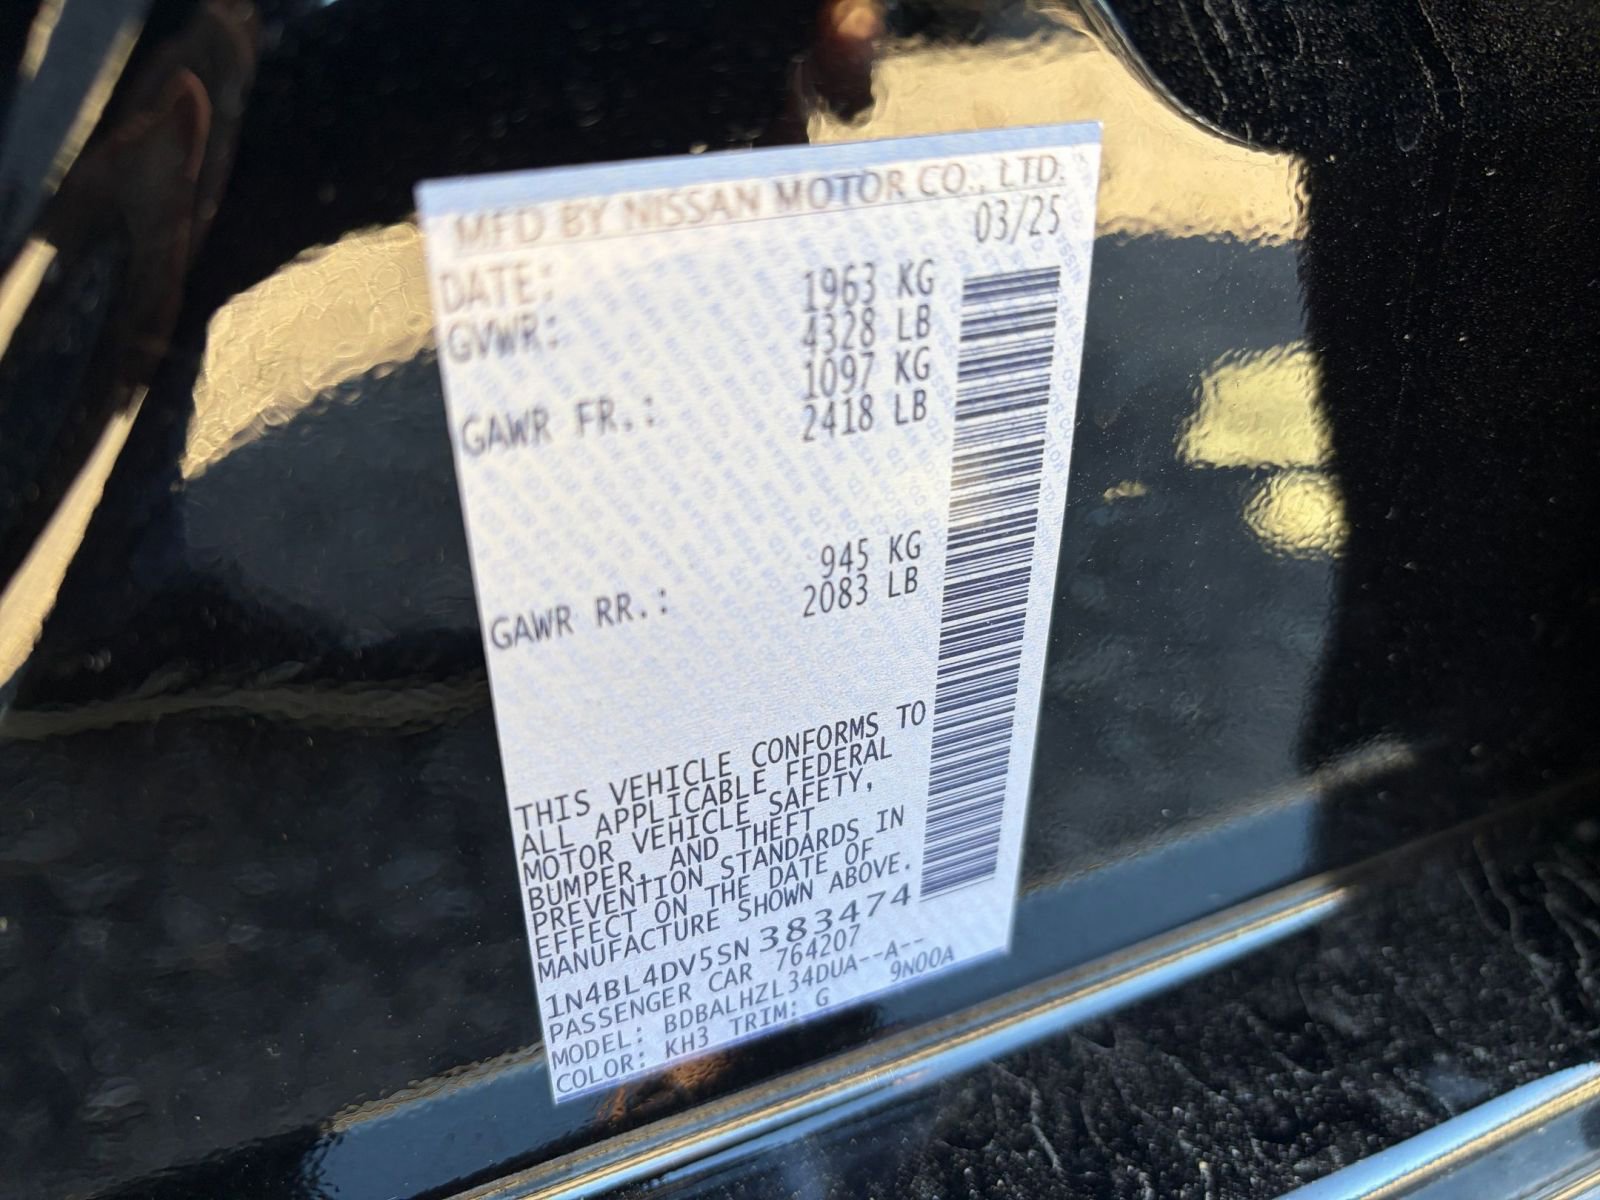 MFD BY NISSAN MOTOR CO., LTD.
DATE: 03/25
GVWR: 1963 KG
4328 LB
GAWR FR.: 1097 KG
2418 LB
GAWR RR.: 945 KG
2083 LB
THIS VEHICLE CONFORMS TO
ALL APPLICABLE FEDERAL
MOTOR VEHICLE SAFETY,
BUMPER, AND THEFT
PREVENTION STANDARDS IN
EFFECT ON THE DATE OF
MANUFACTURE SHOWN ABOVE.
1N4BL4DV5SN383474
PASSENGER CAR 764207
MODEL: BDBALHZL34DUA--A--
COLOR: KH3 TRIM: G 9N00A